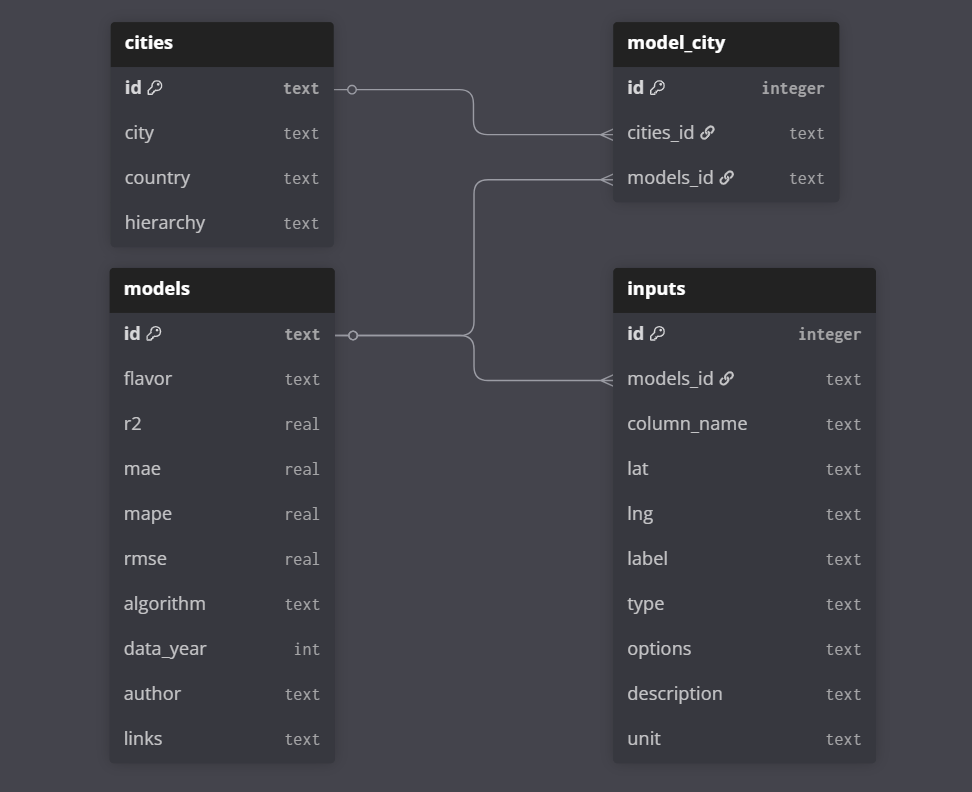 cities
id text
city text
country text
hierarchy text
model_city
id integer
cities_id text
models_id text
models
id text
flavor text
r2 real
mae real
mape real
rmse real
algorithm text
data_year int
author text
links text
inputs
id integer
models_id text
column_name text
lat text
lng text
label text
type text
options text
description text
unit text